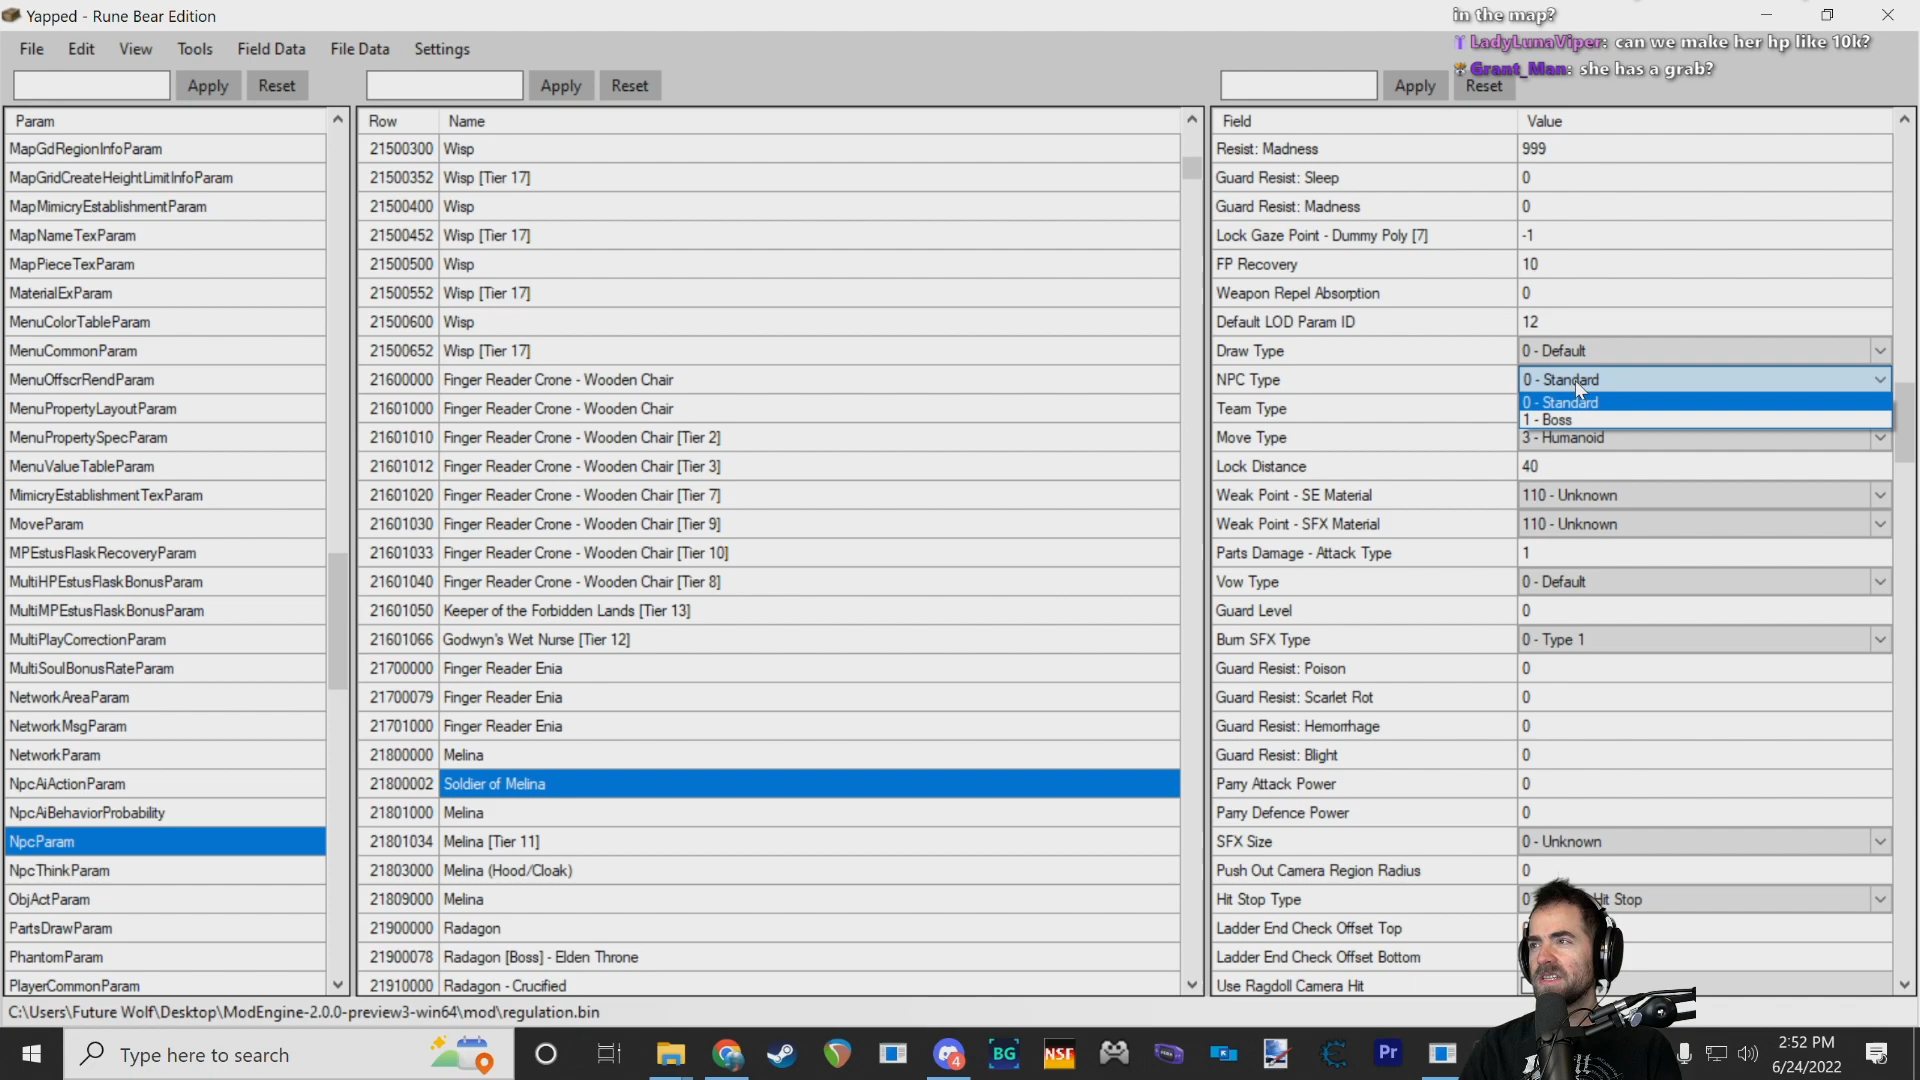 Yapped - Rune Bear Edition
in the map?
LadyLunaViper: can we make her hp like 10k?
Grant_Man: she has a grab?
File Edit View Tools Field Data File Data Settings
Apply Reset Apply Reset Apply Reset
Param Row Name Field Value
MapGdRegionInfoParam 21500300 Wisp Resist: Madness 999
MapGridCreateHeightLimitInfoParam 21500352 Wisp [Tier 17] Guard Resist: Sleep 0
MapMimicryEstablishmentParam 21500400 Wisp Guard Resist: Madness 0
MapNameTexParam 21500452 Wisp [Tier 17] Lock Gaze Point - Dummy Poly [7] -1
MapPieceTexParam 21500500 Wisp FP Recovery 10
MaterialExParam 21500552 Wisp [Tier 17] Weapon Repel Absorption 0
MenuColorTableParam 21500600 Wisp Default LOD Param ID 12
MenuCommonParam 21500652 Wisp [Tier 17] Draw Type 0 - Default
MenuOffscrRendParam 21600000 Finger Reader Crone - Wooden Chair NPC Type 0 - Standard
0 - Standard
MenuPropertyLayoutParam 21601000 Finger Reader Crone - Wooden Chair Team Type
1 - Boss
MenuPropertySpecParam 21601010 Finger Reader Crone - Wooden Chair [Tier 2] Move Type 3 - Humanoid
MenuValueTableParam 21601012 Finger Reader Crone - Wooden Chair [Tier 3] Lock Distance 40
MimicryEstablishmentTexParam 21601020 Finger Reader Crone - Wooden Chair [Tier 7] Weak Point - SE Material 110 - Unknown
MoveParam 21601030 Finger Reader Crone - Wooden Chair [Tier 9] Weak Point - SFX Material 110 - Unknown
MPEstusFlaskRecoveryParam 21601033 Finger Reader Crone - Wooden Chair [Tier 10] Parts Damage - Attack Type 1
MultiHPEstusFlaskBonusParam 21601040 Finger Reader Crone - Wooden Chair [Tier 8] Vow Type 0 - Default
MultiMPEstusFlaskBonusParam 21601050 Keeper of the Forbidden Lands [Tier 13] Guard Level 0
MultiPlayCorrectionParam 21601066 Godwyn's Wet Nurse [Tier 12] Burn SFX Type 0 - Type 1
MultiSoulBonusRateParam 21700000 Finger Reader Enia Guard Resist: Poison 0
NetworkAreaParam 21700079 Finger Reader Enia Guard Resist: Scarlet Rot 0
NetworkMsgParam 21701000 Finger Reader Enia Guard Resist: Hemorrhage 0
NetworkParam 21800000 Melina Guard Resist: Blight 0
NpcAiActionParam 21800002 Soldier of Melina Parry Attack Power 0
NpcAiBehaviorProbability 21801000 Melina Parry Defence Power 0
NpcParam 21801034 Melina [Tier 11] SFX Size 0 - Unknown
NpcThinkParam 21803000 Melina (Hood/Cloak) Push Out Camera Region Radius 0
ObjActParam 21809000 Melina Hit Stop Type 0 Hit Stop
PartsDrawParam 21900000 Radagon Ladder End Check Offset Top
PhantomParam 21900078 Radagon [Boss] - Elden Throne Ladder End Check Offset Bottom
PlayerCommonParam 21910000 Radagon - Crucified Use Ragdoll Camera Hit
C:\Users\Future Wolf\Desktop\ModEngine-2.0.0-preview3-win64\mod\regulation.bin
Type here to search 4 BG NSF Pr 2:52 PM
6/24/2022